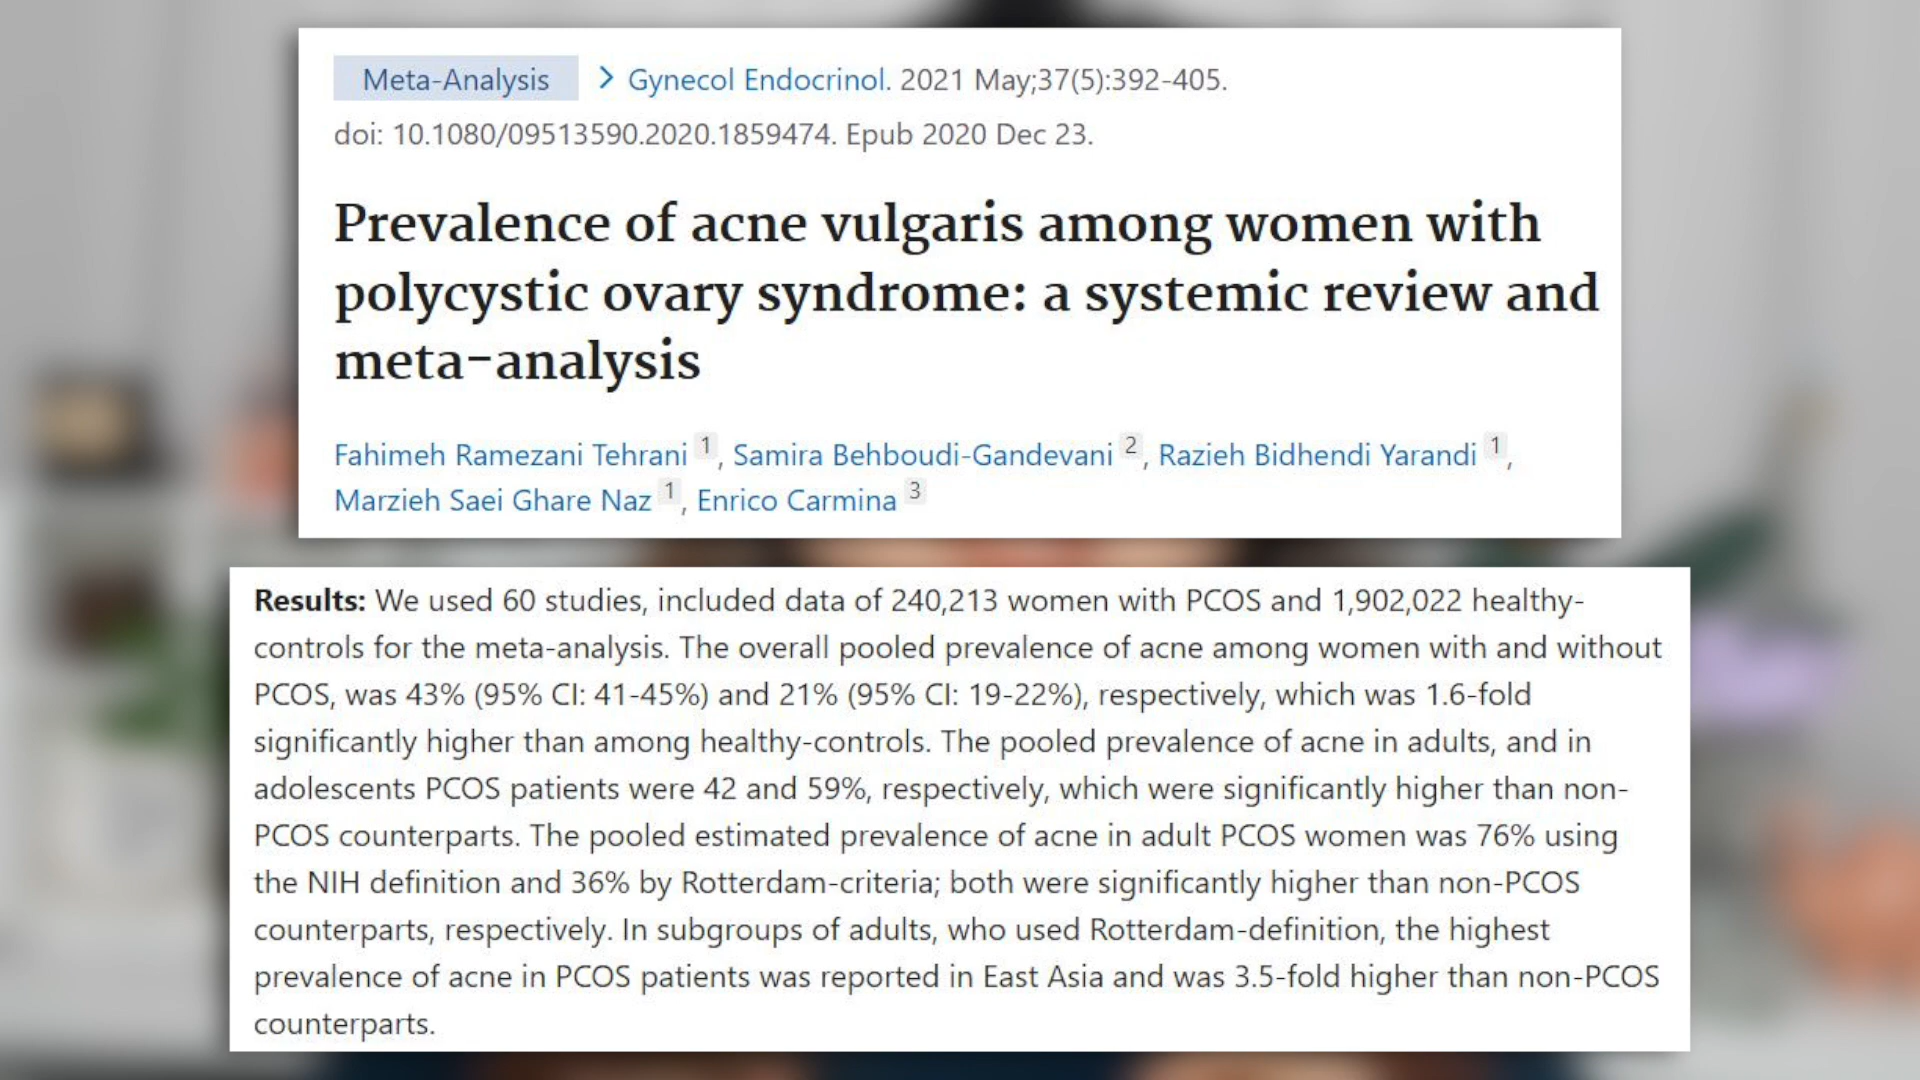 Meta-Analysis > Gynecol Endocrinol. 2021 May;37(5):392-405.
doi: 10.1080/09513590.2020.1859474. Epub 2020 Dec 23.
Prevalence of acne vulgaris among women with
polycystic ovary syndrome: a systemic review and
meta-analysis
Fahimeh Ramezani Tehrani 1, Samira Behboudi-Gandevani 2, Razieh Bidhendi Yarandi 1,
Marzieh Saei Ghare Naz 1, Enrico Carmina 3
Results: We used 60 studies, included data of 240,213 women with PCOS and 1,902,022 healthy-
controls for the meta-analysis. The overall pooled prevalence of acne among women with and without
PCOS, was 43% (95% CI: 41-45%) and 21% (95% CI: 19-22%), respectively, which was 1.6-fold
significantly higher than among healthy-controls. The pooled prevalence of acne in adults, and in
adolescents PCOS patients were 42 and 59%, respectively, which were significantly higher than non-
PCOS counterparts. The pooled estimated prevalence of acne in adult PCOS women was 76% using
the NIH definition and 36% by Rotterdam-criteria; both were significantly higher than non-PCOS
counterparts, respectively. In subgroups of adults, who used Rotterdam-definition, the highest
prevalence of acne in PCOS patients was reported in East Asia and was 3.5-fold higher than non-PCOS
counterparts.